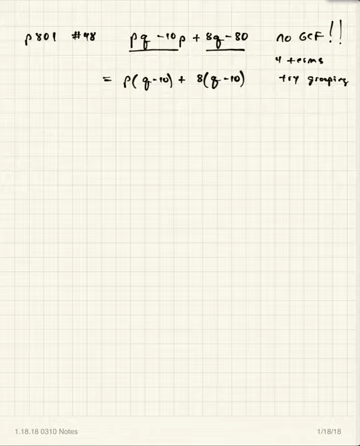 p801 #48 pq -10p + 8q -80 no GCF!!
4 terms
= p(q-10) + 8(q-10) try grouping
1.18.18 0310 Notes 1/18/18